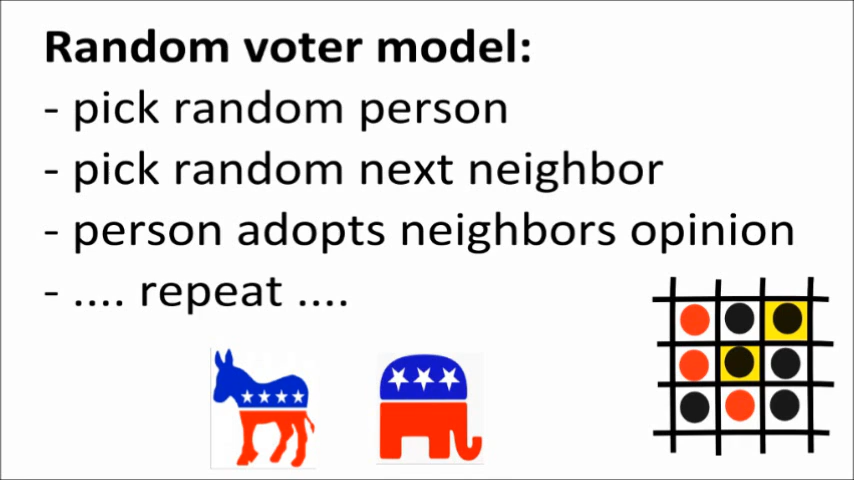 Random voter model:
- pick random person
- pick random next neighbor
- person adopts neighbors opinion
- .... repeat ....